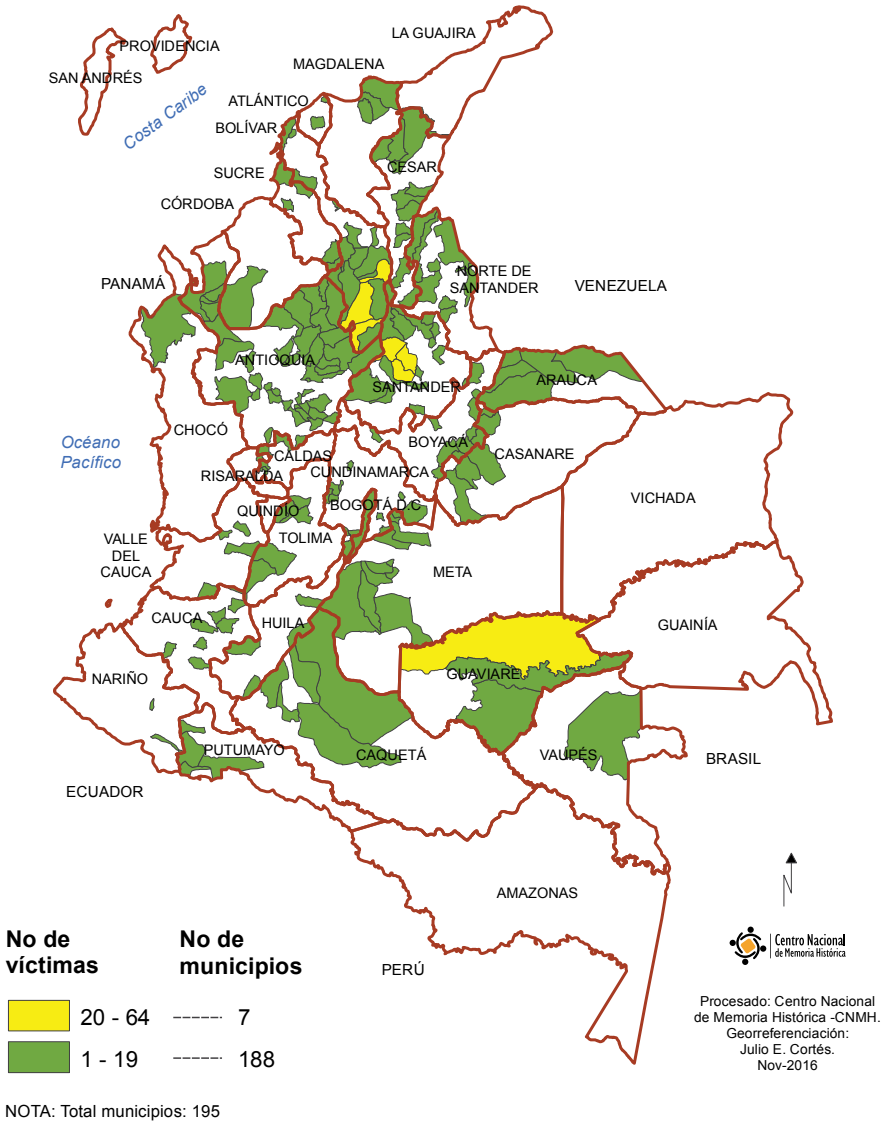 LA GUAJIRA
PROVIDENCIA
MAGDALENA
SAN ANDRÉS
ATLÁNTICO
Costa Caribe
BOLÍVAR
CESAR
SUCRE
CÓRDOBA
NORTE DE
SANTANDER
PANAMÁ
VENEZUELA
ANTIOQUIA
ARAUCA
SANTANDER
CHOCÓ
Océano
Pacífico
BOYACÁ
CASANARE
CALDAS
CUNDINAMARCA
RISARALDA
VICHADA
BOGOTÁ D.C
QUINDIO
VALLE
DEL
CAUCA
TOLIMA
META
CAUCA
HUILA
GUAINÍA
NARIÑO
GUAVIARE
PUTUMAYO
CAQUETÁ
VAUPÉS
BRASIL
ECUADOR
AMAZONAS
N
PERÚ
No de
víctimas
No de
municipios
20 - 64 ------ 7
1 - 19 ------ 188
NOTA: Total municipios: 195
Centro Nacional
de Memoria Histórica
Procesado: Centro Nacional
de Memoria Histórica -CNMH.
Georreferenciación:
Julio E. Cortés.
Nov-2016